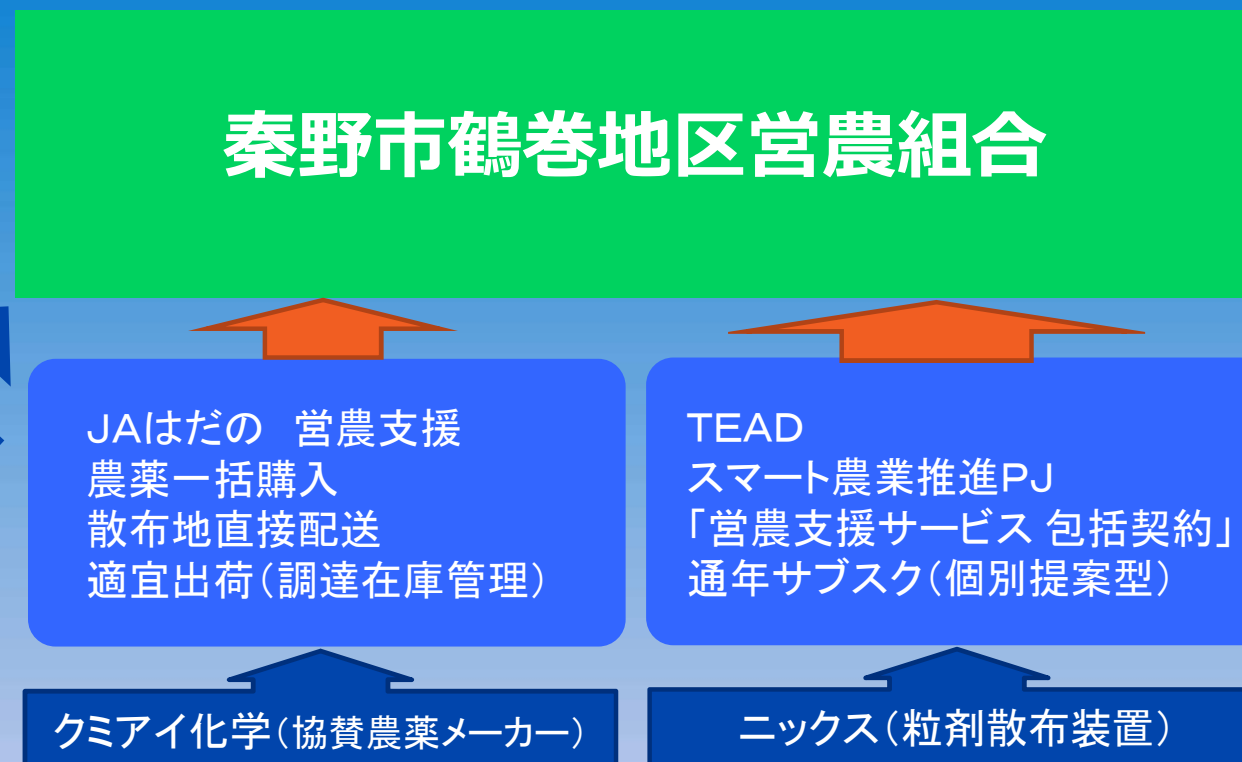 秦野市鶴巻地区営農組合
JAはだの　営農支援
農薬一括購入
散布地直接配送
適宜出荷（調達在庫管理）
TEAD
スマート農業推進PJ
「営農支援サービス 包括契約」
通年サブスク（個別提案型）
クミアイ化学（協賛農薬メーカー）
ニックス（粒剤散布装置）